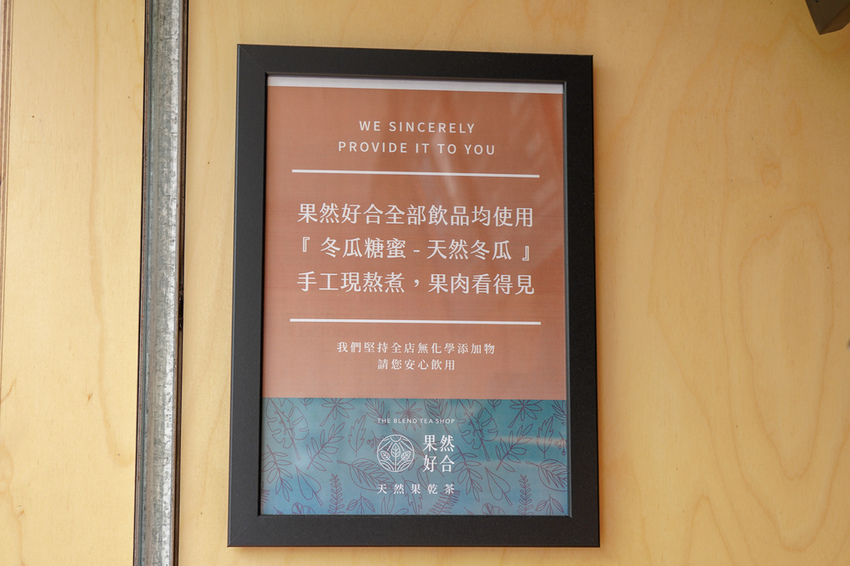 WE SINCERELY
PROVIDE IT TO YOU
果然好合全部飲品均使用
『 冬瓜糖蜜 - 天然冬瓜 』
手工現熬煮，果肉看得見
我們堅持全店無化學添加物
請您安心飲用
THE BLEND TEA SHOP
果然
好合
天然果乾茶